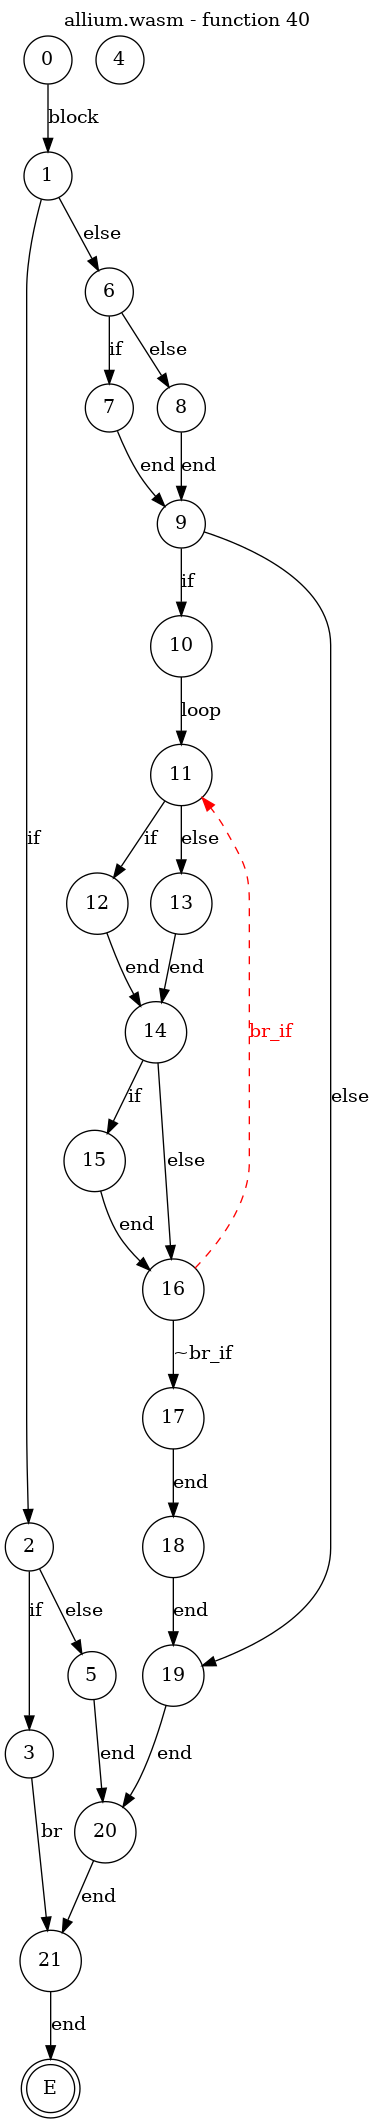 allium.wasm - function 40
0
4
block
1
else
6
if
else
7
8
end
end
9
if
10
loop
11
if
if
else
12
13
end
end
14
br_if
if
else
15
else
end
16
~br_if
17
end
18
2
if
else
end
5
19
3
end
end
br
20
end
21
end
E